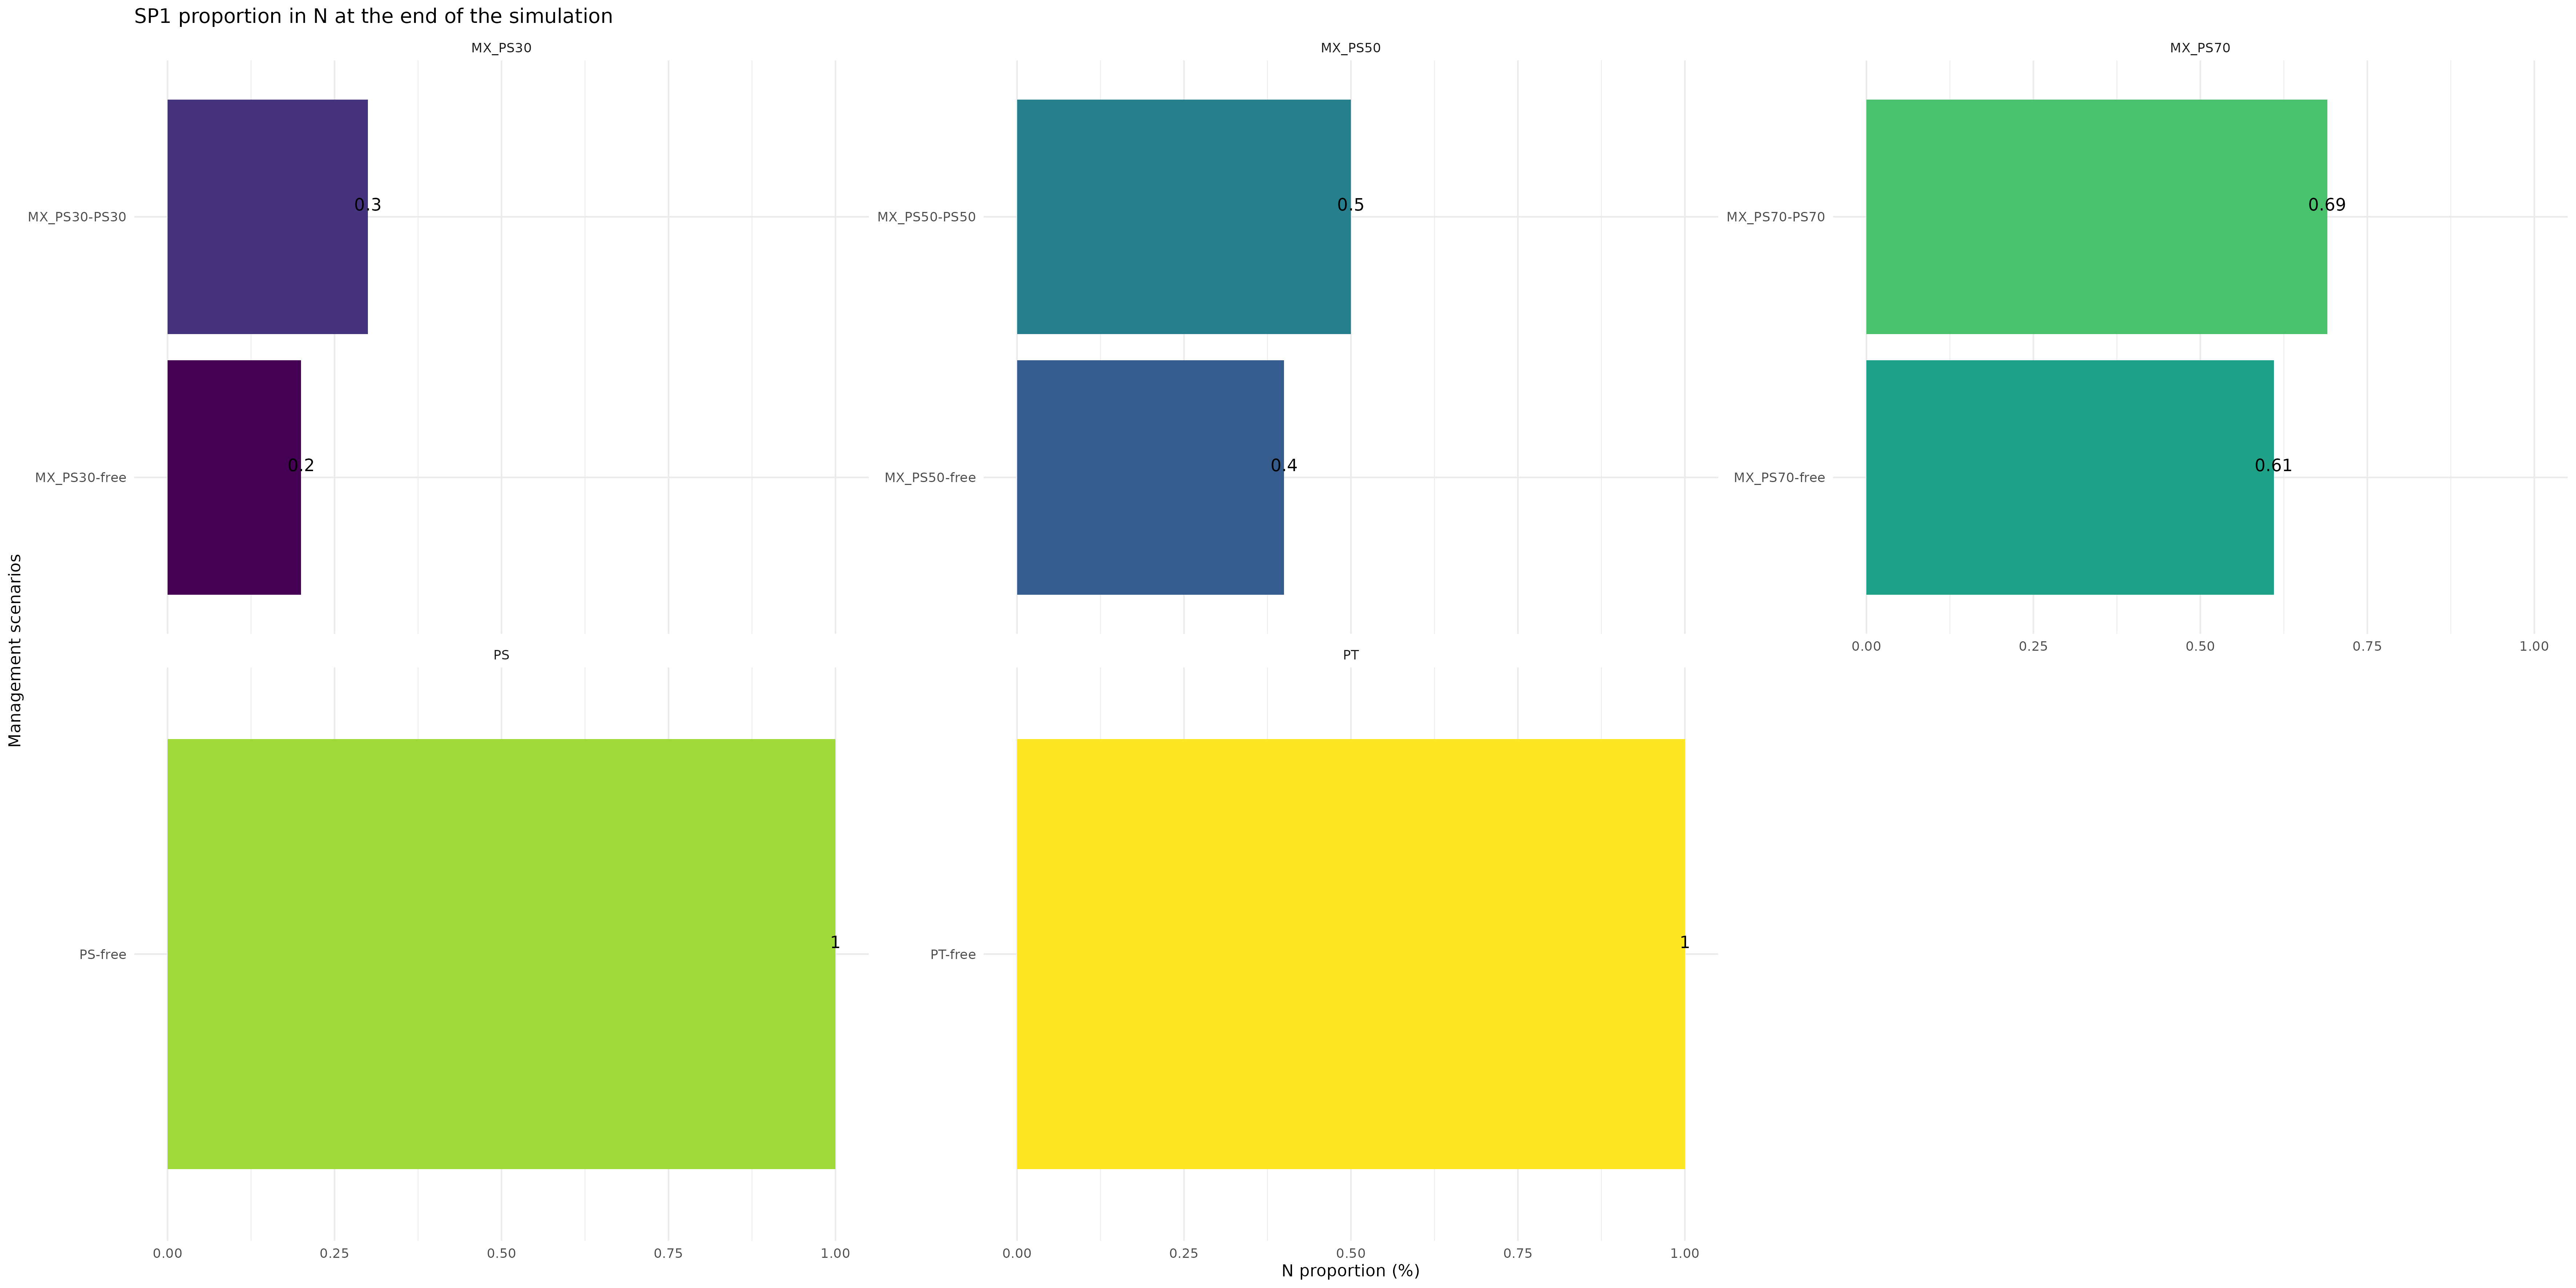 SP1 proportion in N at the end of the simulation
MX_PS30
MX_PS50
MX_PS70
MX_PS30-PS30
0.3
MX_PS50-PS50
0.5
MX_PS70-PS70
0.69
MX_PS30-free
0.2
MX_PS50-free
0.4
MX_PS70-free
0.61
0.00 0.25 0.50 0.75 1.00
PS
PT
Management scenarios
PS-free
1
PT-free
1
0.00 0.25 0.50 0.75 1.00
0.00 0.25 0.50 0.75 1.00
N proportion (%)